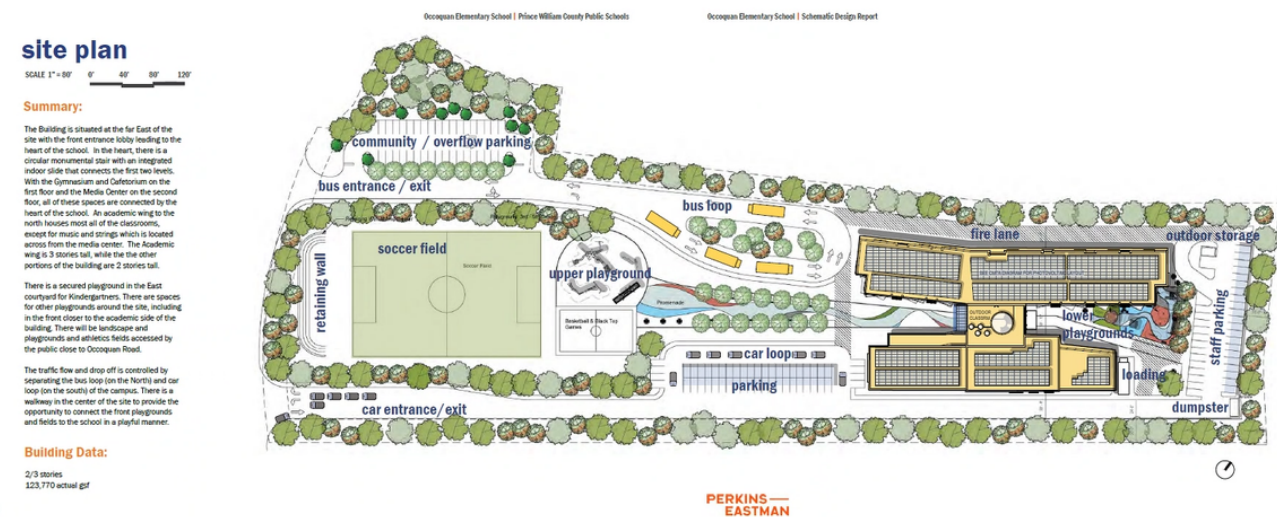 Occoquan Elementary School | Prince William County Public Schools
Occoquan Elementary School | Schematic Design Report
site plan
SCALE 1" = 80' 0' 40' 80' 120'
Summary:
The Building is situated at the far East of the
site with the front entrance lobby leading to the
heart of the school. In the heart, there is a
circular monumental stair with an integrated
indoor slide that connects the first two levels.
With the Gymnasium and Cafetorium on the
first floor and the Media Center on the second
floor, all of these spaces are connected by the
heart of the school. An academic wing to the
north houses most all of the classrooms,
except for music and strings which is located
across from the media center. The Academic
wing is 3 stories tall, while the the other
portions of the building are 2 stories tall.
There is a secured playground in the East
courtyard for Kindergartners. There are spaces
for other playgrounds around the site, including
in the front closer to the academic side of the
building. There will be landscape and
playgrounds and athletics fields accessed by
the public close to Occoquan Road.
The traffic flow and drop off is controlled by
separating the bus loop (on the North) and car
loop (on the south) of the campus. There is a
walkway in the center of the site to provide the
opportunity to connect the front playgrounds
and fields to the school in a playful manner.
Building Data:
2/3 stories
123,770 actual gsf
community / overflow parking
bus entrance / exit
bus loop
fire lane
outdoor storage
soccer field
Soccer Field
upper playground
retaining wall
Promenade
Basketball & Black Top
Games
OUTDOOR
CLASSROOM
lower
playgrounds
staff parking
car loop
parking
loading
car entrance/exit
dumpster
PERKINS—
EASTMAN